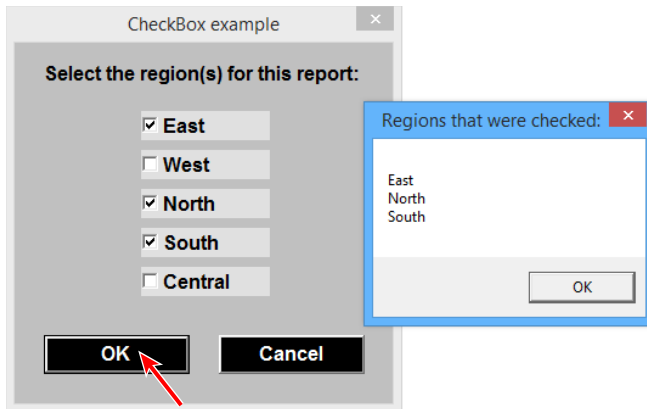 CheckBox example
Select the region(s) for this report:
East
West
North
South
Central
OK
Cancel
Regions that were checked:
East
North
South
OK